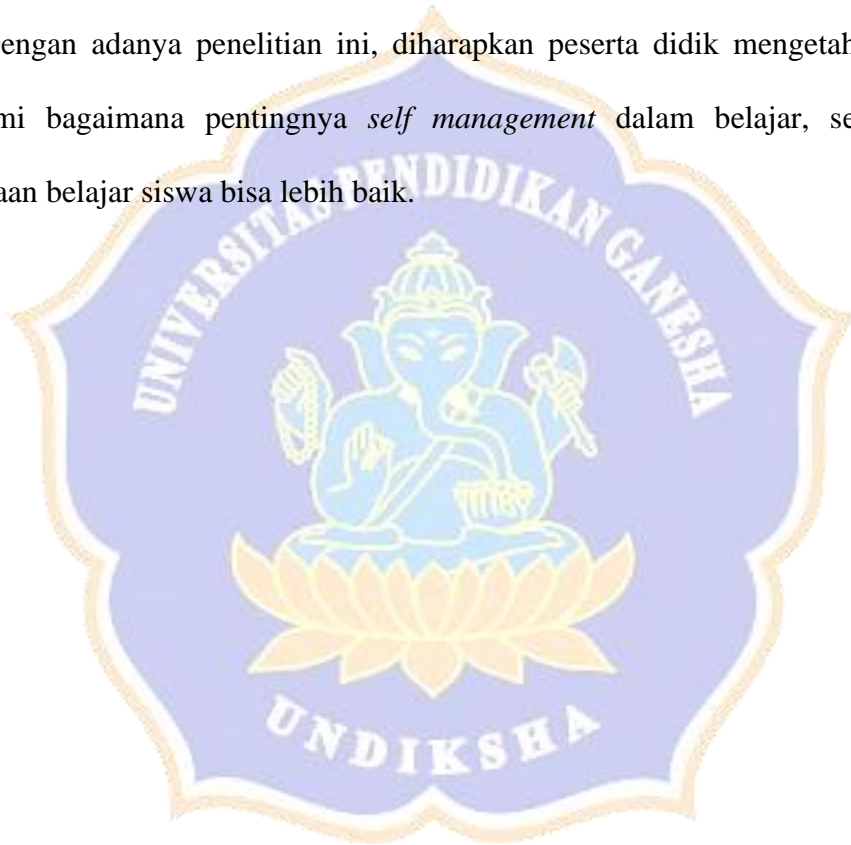 engan adanya penelitian ini, diharapkan peserta didik mengetah
mi bagaimana pentingnya self management dalam belajar, se
aan belajar siswa bisa lebih baik.
UNIVERSITAS PENDIDIKAN GANESHA
UNDIKSHA